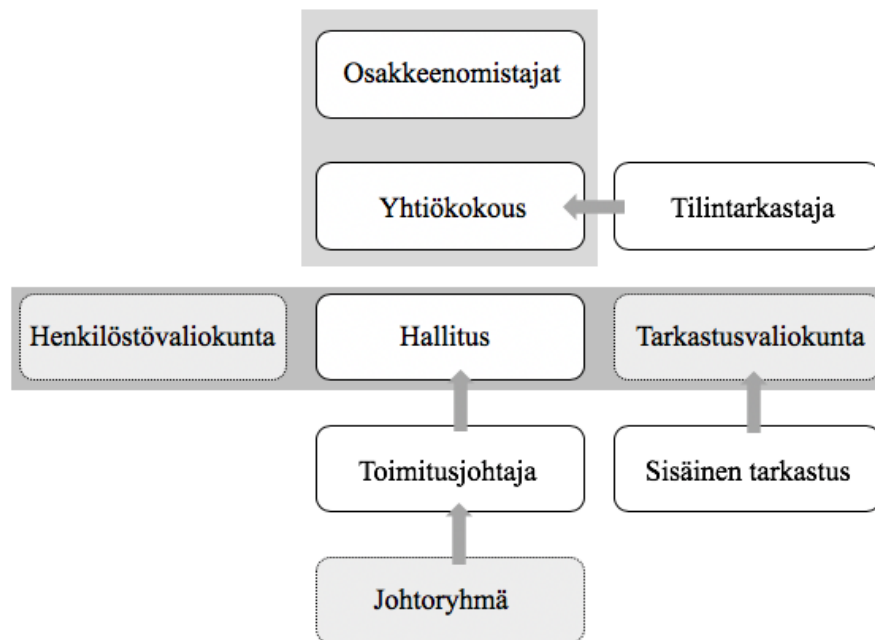 Osakkeenomistajat
Yhtiökokous
Tilintarkastaja
Henkilöstövaliokunta
Hallitus
Tarkastusvaliokunta
Toimitusjohtaja
Sisäinen tarkastus
Johtoryhmä